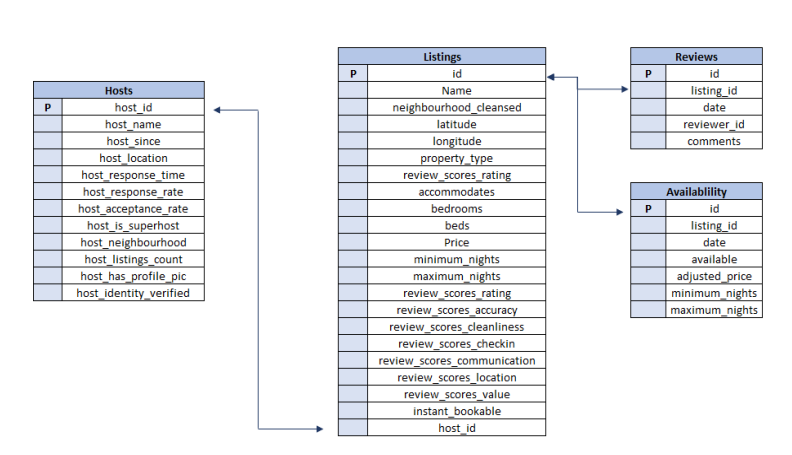 Hosts
P host_id
host_name
host_since
host_location
host_response_time
host_response_rate
host_acceptance_rate
host_is_superhost
host_neighbourhood
host_listings_count
host_has_profile_pic
host_identity_verified
Listings
P id
Name
neighbourhood_cleansed
latitude
longitude
property_type
review_scores_rating
accommodates
bedrooms
beds
Price
minimum_nights
maximum_nights
review_scores_rating
review_scores_accuracy
review_scores_cleanliness
review_scores_checkin
review_scores_communication
review_scores_location
review_scores_value
instant_bookable
host_id
Reviews
P id
listing_id
date
reviewer_id
comments
Availablility
P id
listing_id
date
available
adjusted_price
minimum_nights
maximum_nights